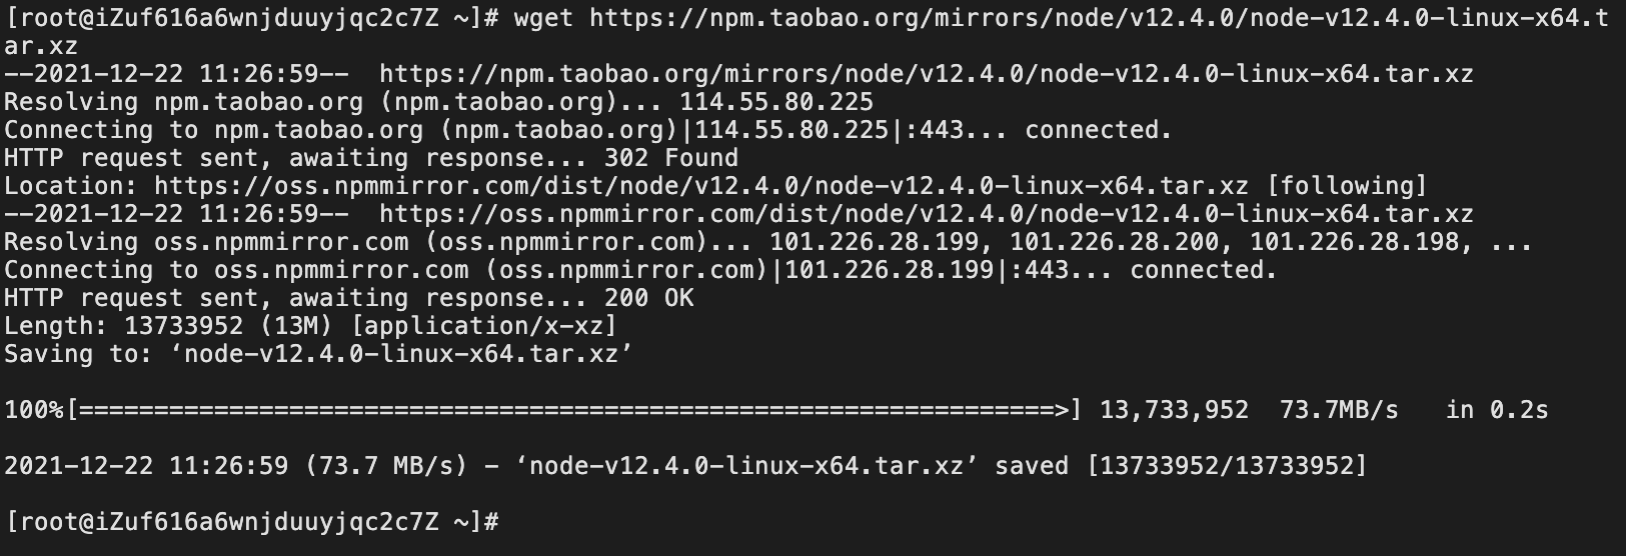 [root@iZuf616a6wnjduuyjqc2c7Z ~]# wget https://npm.taobao.org/mirrors/node/v12.4.0/node-v12.4.0-linux-x64.t
ar.xz
--2021-12-22 11:26:59--  https://npm.taobao.org/mirrors/node/v12.4.0/node-v12.4.0-linux-x64.tar.xz
Resolving npm.taobao.org (npm.taobao.org)... 114.55.80.225
Connecting to npm.taobao.org (npm.taobao.org)|114.55.80.225|:443... connected.
HTTP request sent, awaiting response... 302 Found
Location: https://oss.npmmirror.com/dist/node/v12.4.0/node-v12.4.0-linux-x64.tar.xz [following]
--2021-12-22 11:26:59--  https://oss.npmmirror.com/dist/node/v12.4.0/node-v12.4.0-linux-x64.tar.xz
Resolving oss.npmmirror.com (oss.npmmirror.com)... 101.226.28.199, 101.226.28.200, 101.226.28.198, ...
Connecting to oss.npmmirror.com (oss.npmmirror.com)|101.226.28.199|:443... connected.
HTTP request sent, awaiting response... 200 OK
Length: 13733952 (13M) [application/x-xz]
Saving to: ‘node-v12.4.0-linux-x64.tar.xz’
100%[=================================================================>] 13,733,952  73.7MB/s   in 0.2s
2021-12-22 11:26:59 (73.7 MB/s) - ‘node-v12.4.0-linux-x64.tar.xz’ saved [13733952/13733952]
[root@iZuf616a6wnjduuyjqc2c7Z ~]#